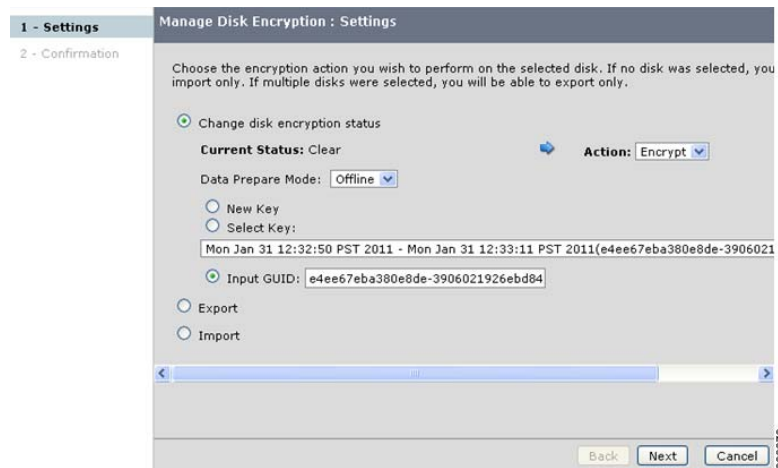 1 - Settings
2 - Confirmation
Manage Disk Encryption : Settings
Choose the encryption action you wish to perform on the selected disk. If no disk was selected, you
import only. If multiple disks were selected, you will be able to export only.
Change disk encryption status
Current Status: Clear Action: Encrypt
Data Prepare Mode: Offline
New Key
Select Key:
Mon Jan 31 12:32:50 PST 2011 - Mon Jan 31 12:33:11 PST 2011(e4ee67eba380e8de-3906021
Input GUID: e4ee67eba380e8de-3906021926ebd84
Export
Import
Back Next Cancel